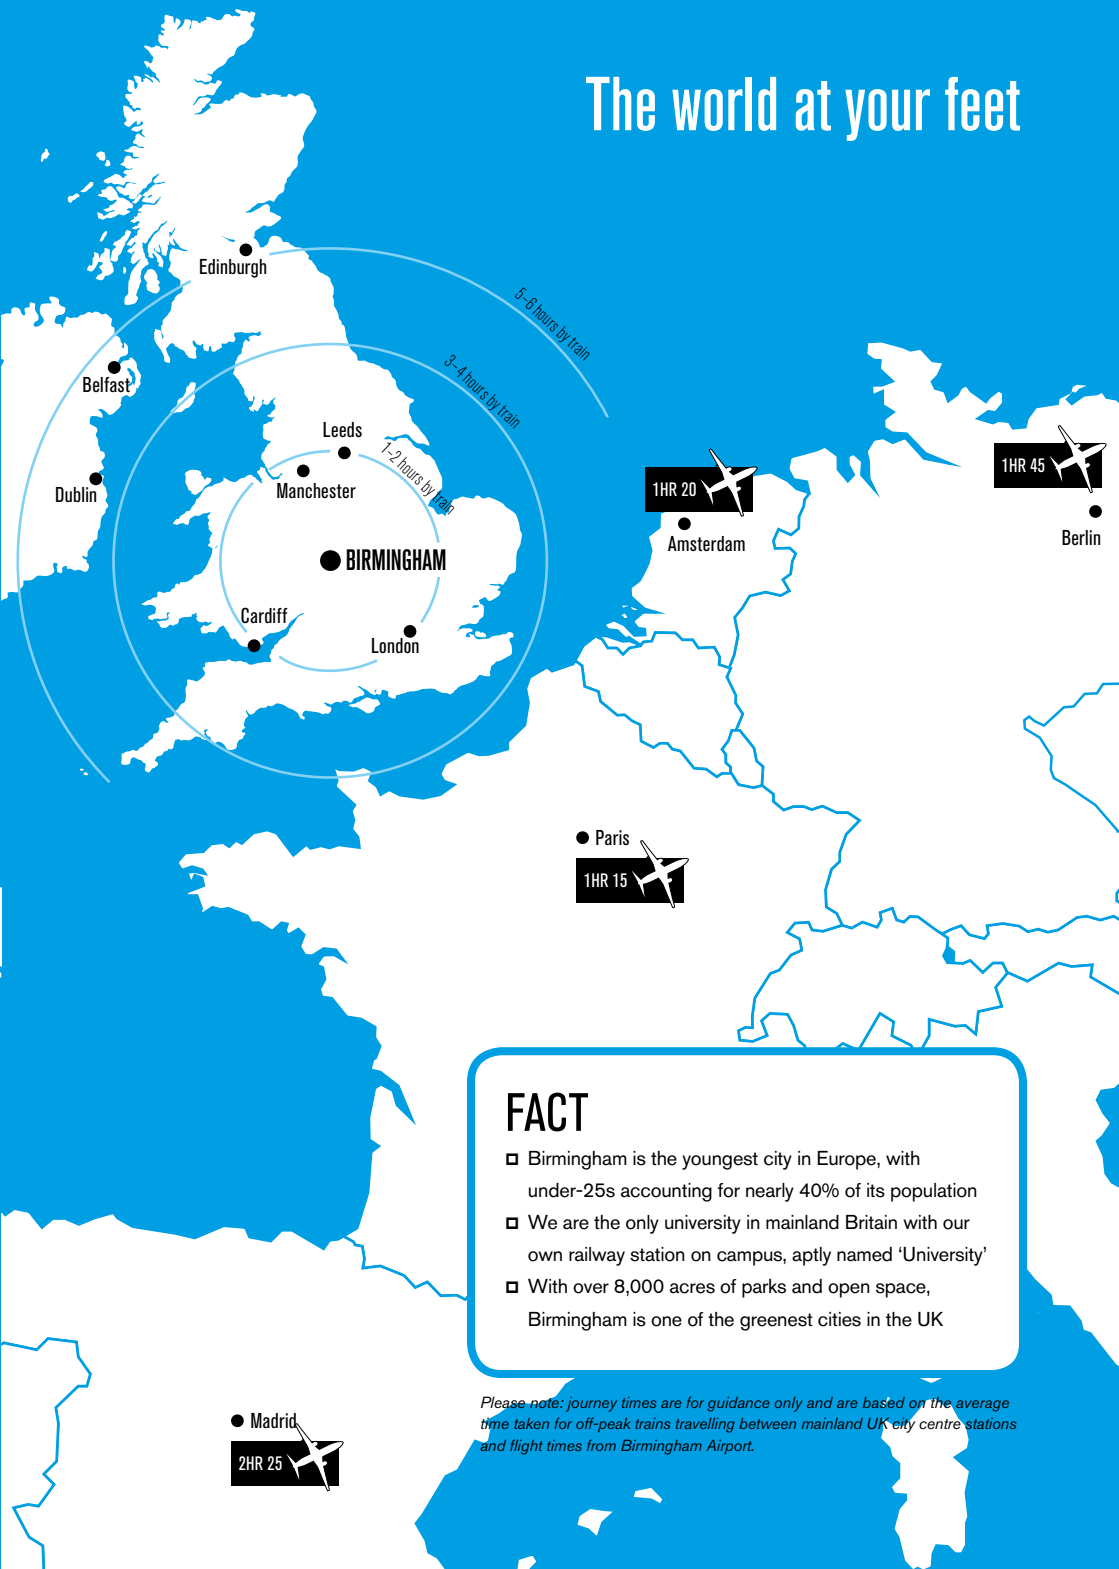 The world at your feet
Edinburgh
5–6 hours by train
3–4 hours by train
Belfast
Leeds
1–2 hours by train
1HR 45
1HR 20
Manchester
Dublin
Berlin
Amsterdam
BIRMINGHAM
Cardiff
London
Paris
1HR 15
FACT
Birmingham is the youngest city in Europe, with
under-25s accounting for nearly 40% of its population
We are the only university in mainland Britain with our
own railway station on campus, aptly named ‘University’
With over 8,000 acres of parks and open space,
Birmingham is one of the greenest cities in the UK
Please note: journey times are for guidance only and are based on the average
time taken for off-peak trains travelling between mainland UK city centre stations
and flight times from Birmingham Airport.
Madrid
2HR 25